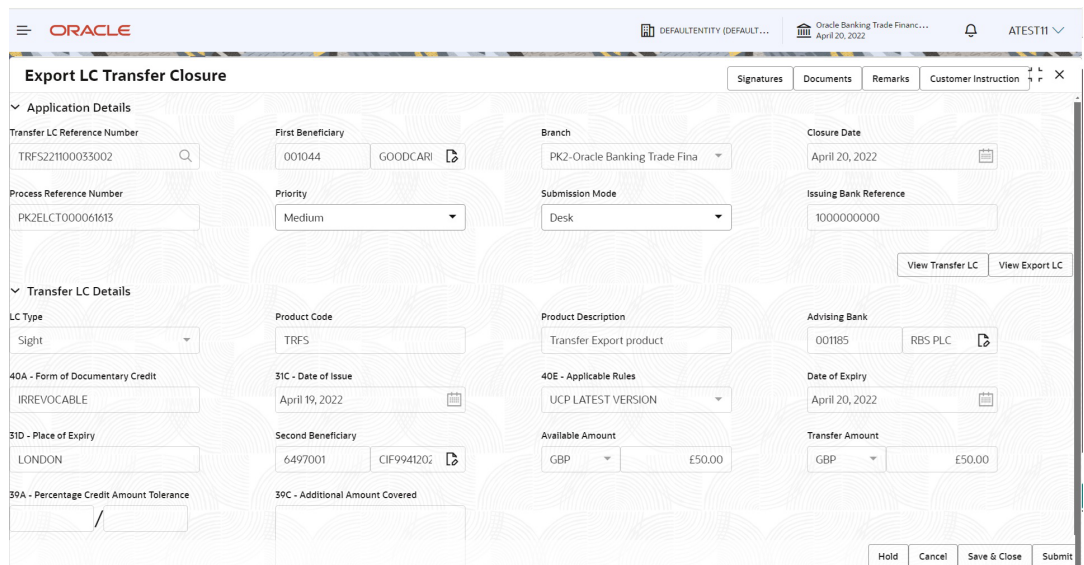 ORACLE
DEFAULTENTITY (DEFAULT...
Oracle Banking Trade Financ...
April 20, 2022
ATEST11
Export LC Transfer Closure
Signatures
Documents
Remarks
Customer Instruction
Application Details
Transfer LC Reference Number
First Beneficiary
Branch
Closure Date
TRFS221100033002
001044
GOODCARE
PK2-Oracle Banking Trade Fina
April 20, 2022
Process Reference Number
Priority
Submission Mode
Issuing Bank Reference
PK2ELCT000061613
Medium
Desk
1000000000
View Transfer LC
View Export LC
Transfer LC Details
LC Type
Product Code
Product Description
Advising Bank
Sight
TRFS
Transfer Export product
001185
RBS PLC
40A - Form of Documentary Credit
31C - Date of Issue
40E - Applicable Rules
Date of Expiry
IRREVOCABLE
April 19, 2022
UCP LATEST VERSION
April 20, 2022
31D - Place of Expiry
Second Beneficiary
Available Amount
Transfer Amount
LONDON
6497001
CIF9941202
GBP
£50.00
GBP
£50.00
39A - Percentage Credit Amount Tolerance
39C - Additional Amount Covered
/
Hold
Cancel
Save & Close
Submit